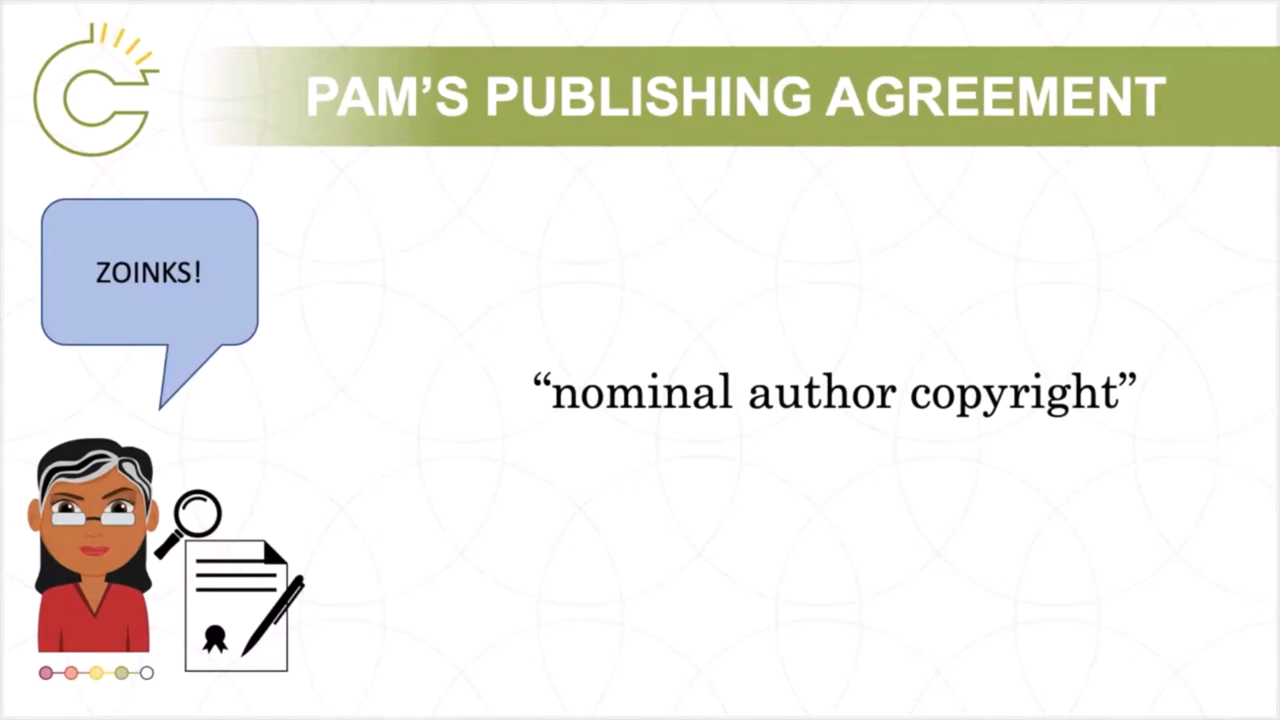 PAM’S PUBLISHING AGREEMENT
ZOINKS!
“nominal author copyright”